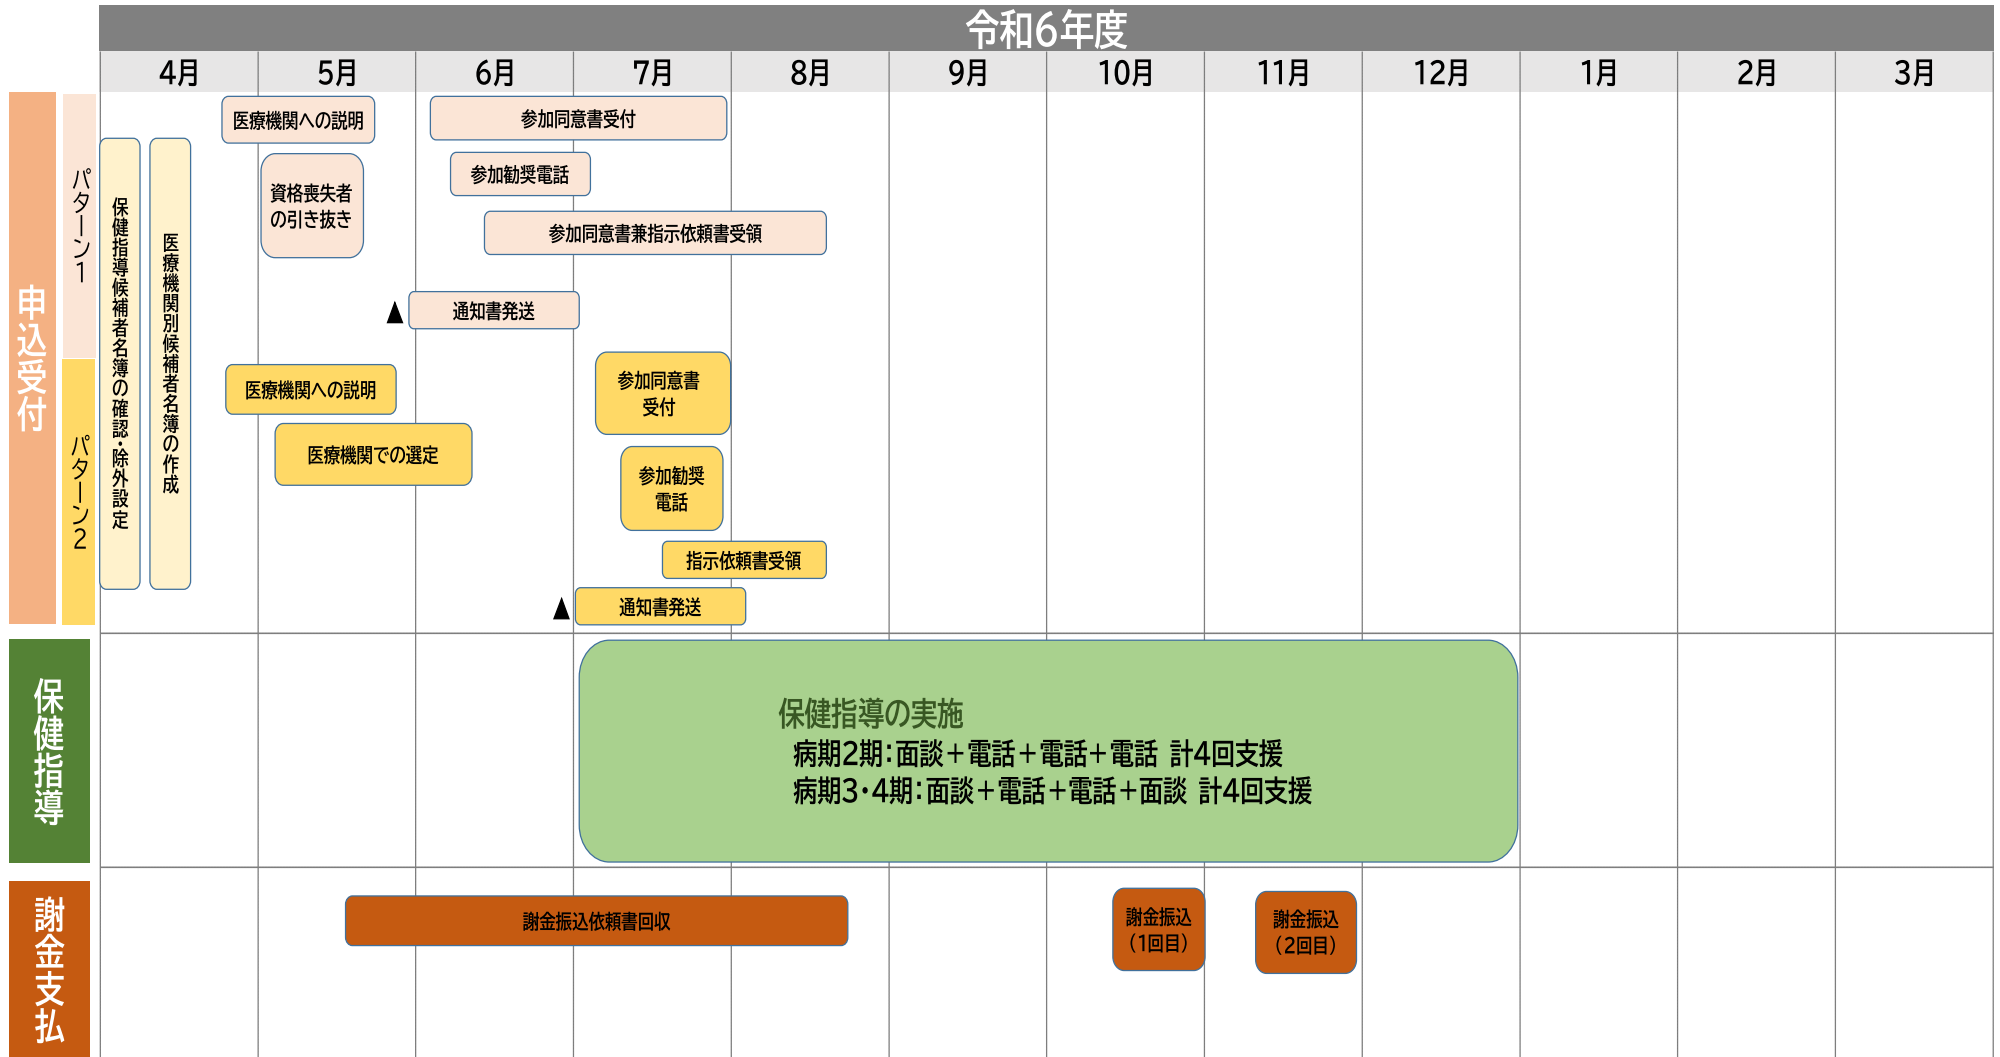 令和6年度
4月 5月 6月 7月 8月 9月 10月 11月 12月 1月 2月 3月
申込受付
パターン1
パターン2
保健指導候補者名簿の確認・除外設定
医療機関別候補者名簿の作成
医療機関への説明
資格喪失者
の引き抜き
参加同意書受付
参加勧奨電話
参加同意書兼指示依頼書受領
▲
通知書発送
医療機関への説明
医療機関での選定
参加同意書
受付
参加勧奨
電話
指示依頼書受領
▲
通知書発送
保健指導
保健指導の実施
病期2期：面談＋電話＋電話＋電話 計4回支援
病期3・4期：面談＋電話＋電話＋面談 計4回支援
謝金支払
謝金振込依頼書回収
謝金振込
（1回目）
謝金振込
（2回目）